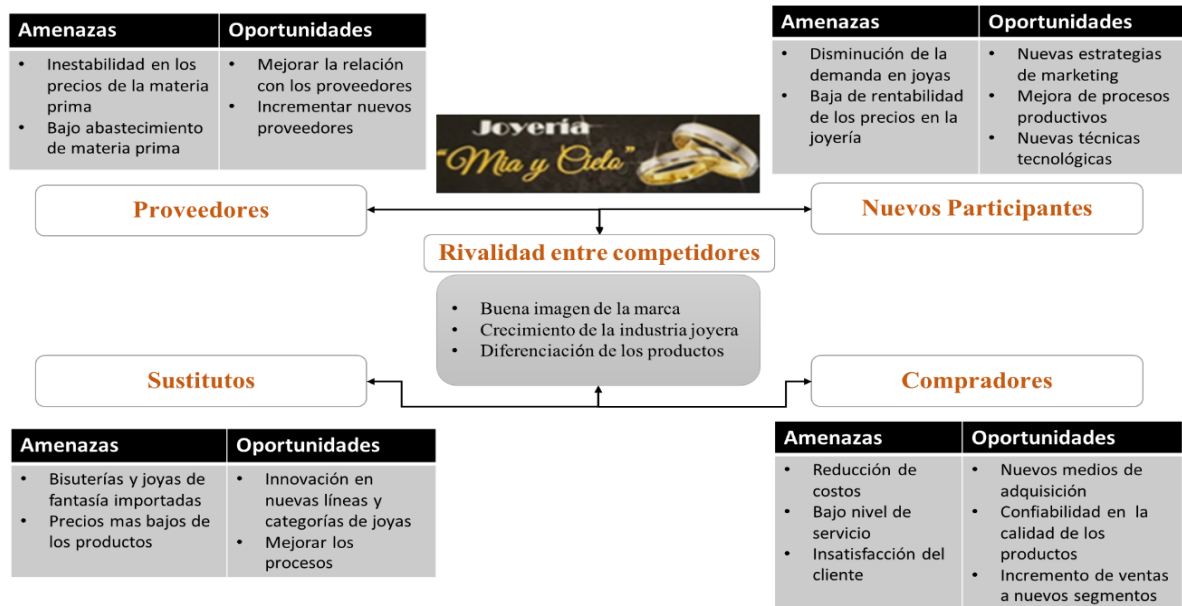 Amenazas
Oportunidades
Inestabilidad en los
precios de la materia
prima
Bajo abastecimiento
de materia prima
Mejorar la relación
con los proveedores
Incrementar nuevos
proveedores
Proveedores
Joyería
"Mia y Cielo"
Amenazas
Oportunidades
Disminución de la
demanda en joyas
Baja de rentabilidad
de los precios en la
joyería
Nuevas estrategias
de marketing
Mejora de procesos
productivos
Nuevas técnicas
tecnológicas
Nuevos Participantes
Rivalidad entre competidores
Buena imagen de la marca
Crecimiento de la industria joyera
Diferenciación de los productos
Sustitutos
Amenazas
Oportunidades
Bisuterías y joyas de
fantasía importadas
Precios mas bajos de
los productos
Innovación en
nuevas líneas y
categorías de joyas
Mejorar los
procesos
Compradores
Amenazas
Oportunidades
Reducción de
costos
Bajo nivel de
servicio
Insatisfacción del
cliente
Nuevos medios de
adquisición
Confiabilidad en la
calidad de los
productos
Incremento de ventas
a nuevos segmentos